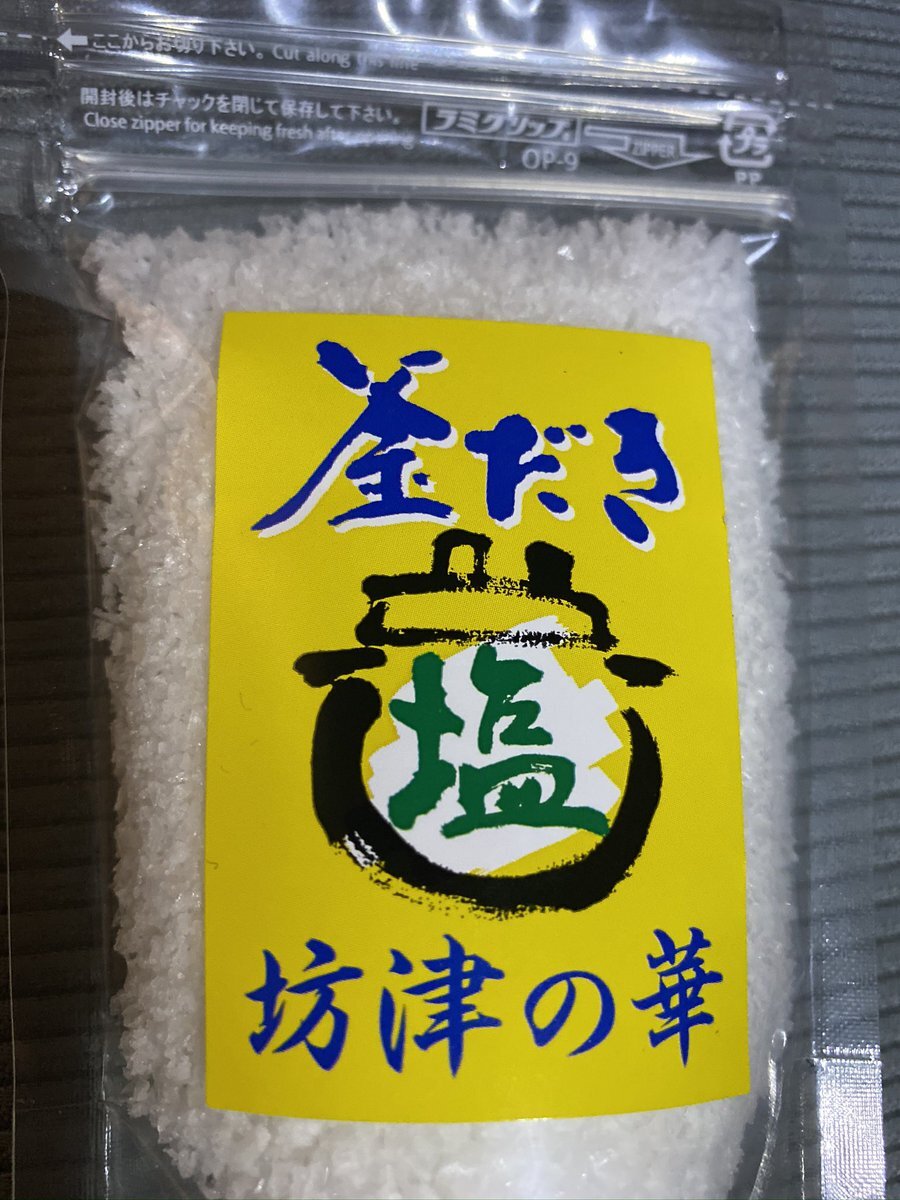 ここからお切り下さい。Cut along this line
開封後はチャックを閉じて保存して下さい。
Close zipper for keeping fresh after
ラミグリップ
ZIPPER
OP-9
プラ
PP
釜だき
塩
坊津の華